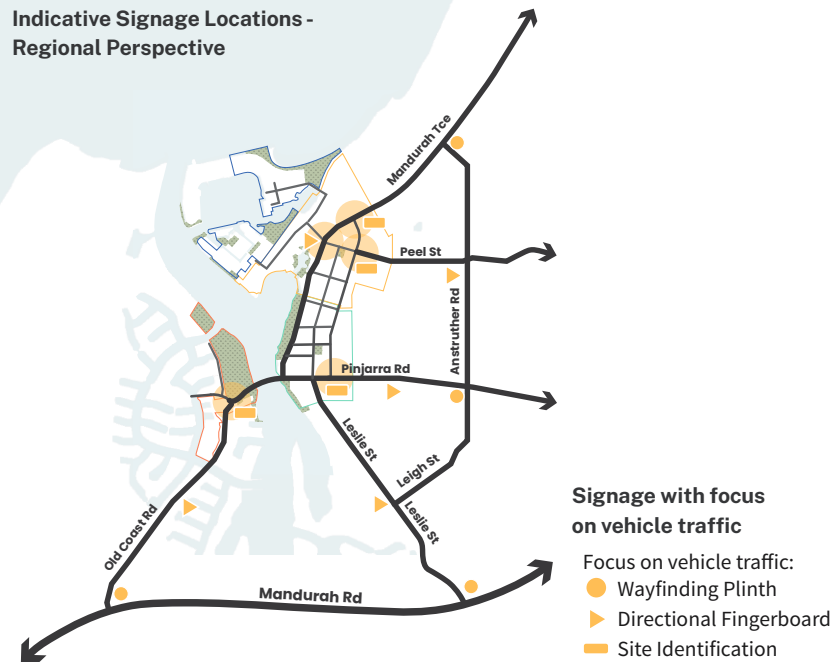 Indicative Signage Locations -
Regional Perspective
Mandurah Tce
Peel St
Anstruther Rd
Pinjarra Rd
Leslie St
Leigh St
Leslie St
Old Coast Rd
Mandurah Rd
Signage with focus
on vehicle traffic
Focus on vehicle traffic:
Wayfinding Plinth
Directional Fingerboard
Site Identification